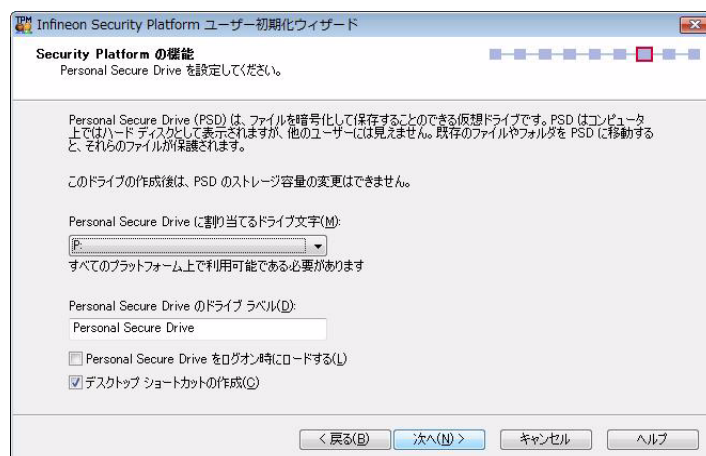 TPM
Infineon Security Platform ユーザー初期化ウィザード
Security Platform の機能
Personal Secure Drive を設定してください。
Personal Secure Drive (PSD) は、ファイルを暗号化して保存することのできる仮想ドライブです。PSD はコンピュータ
上ではハード ディスクとして表示されますが、他のユーザーには見えません。既存のファイルやフォルダを PSD に移動する
と、それらのファイルが保護されます。
このドライブの作成後は、PSD のストレージ容量の変更はできません。
Personal Secure Drive に割り当てるドライブ文字(M):
P:
すべてのプラットフォーム上で利用可能である必要があります
Personal Secure Drive のドライブ ラベル(D):
Personal Secure Drive
Personal Secure Drive をログオン時にロードする(L)
デスクトップ ショートカットの作成(C)
< 戻る(B)
次へ(N) >
キャンセル
ヘルプ